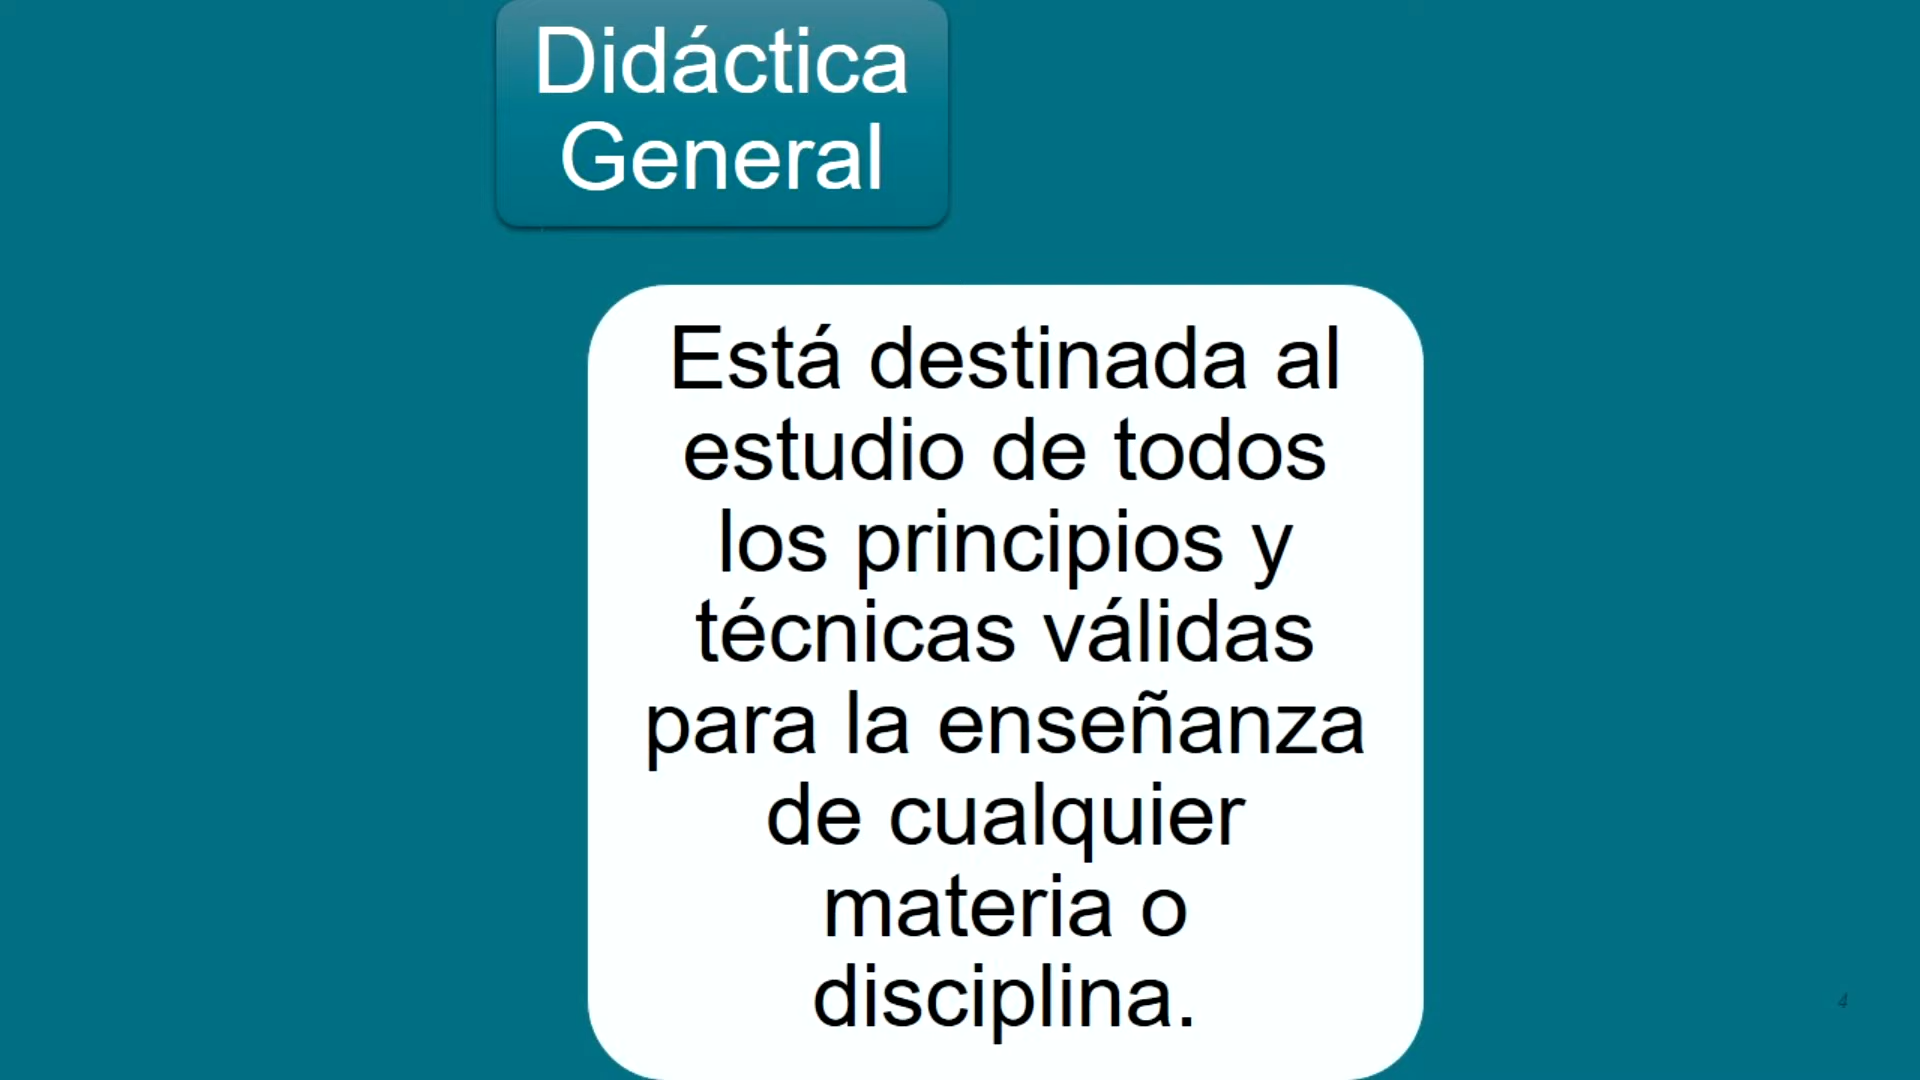 Didáctica
General
Está destinada al
estudio de todos
los principios y
técnicas válidas
para la enseñanza
de cualquier
materia o
disciplina.
4